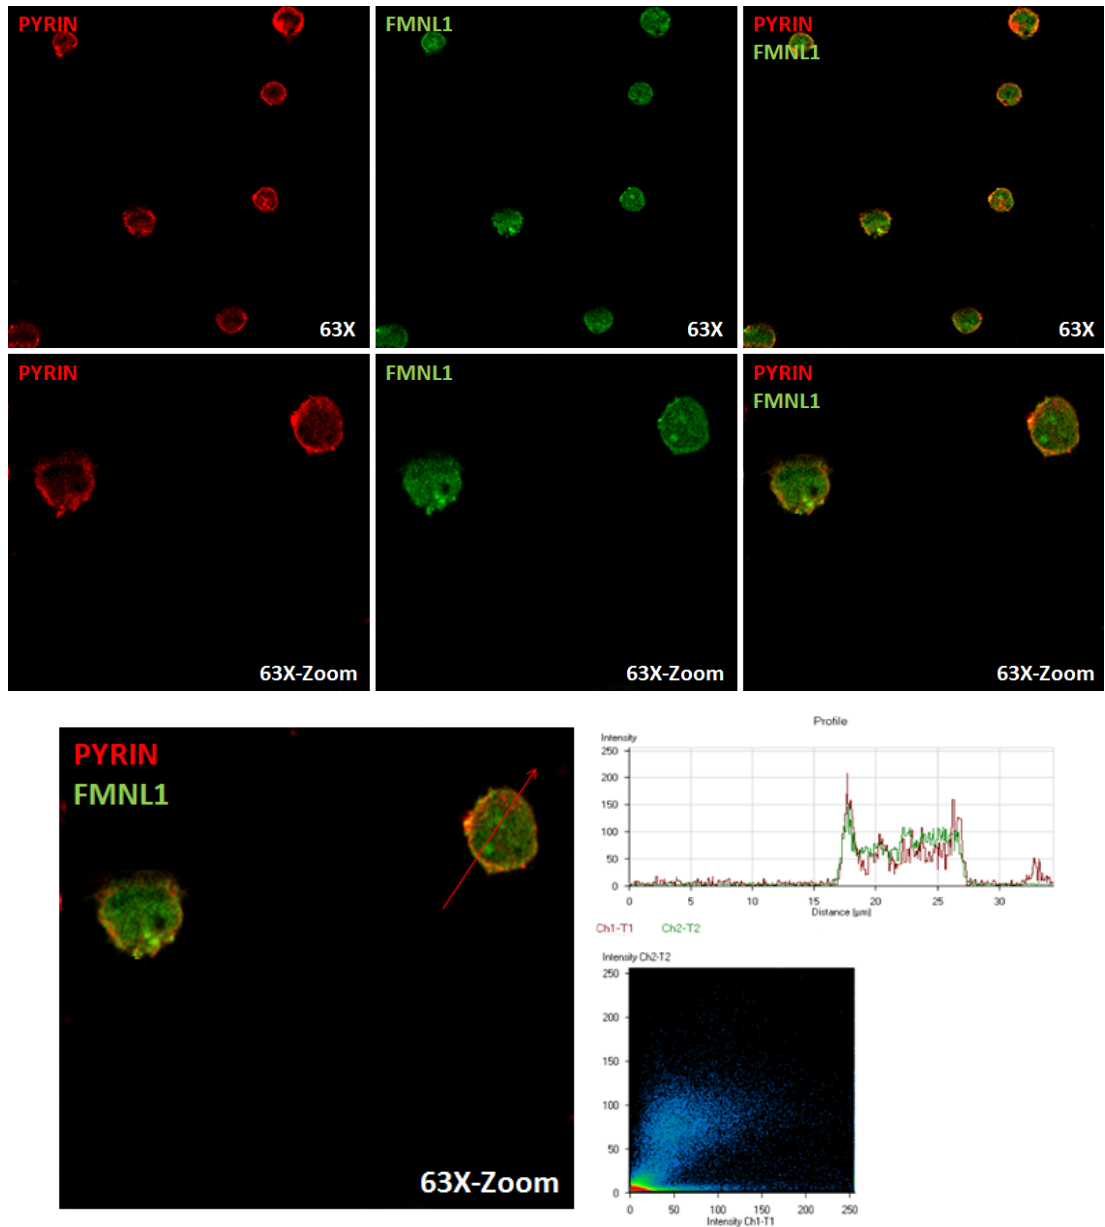 PYRIN
FMNL1
PYRIN
FMNL1
63X
63X
63X
PYRIN
FMNL1
PYRIN
FMNL1
63X-Zoom
63X-Zoom
63X-Zoom
PYRIN
FMNL1
63X-Zoom
Profile
Intensity
250
200
150
100
50
0
0 5 10 15 20 25 30
Distance (µm)
Ch1-T1 Ch2-T2
Intensity Ch2-T2
250
200
150
100
50
0
0 50 100 150 200 250
Intensity Ch1-T1